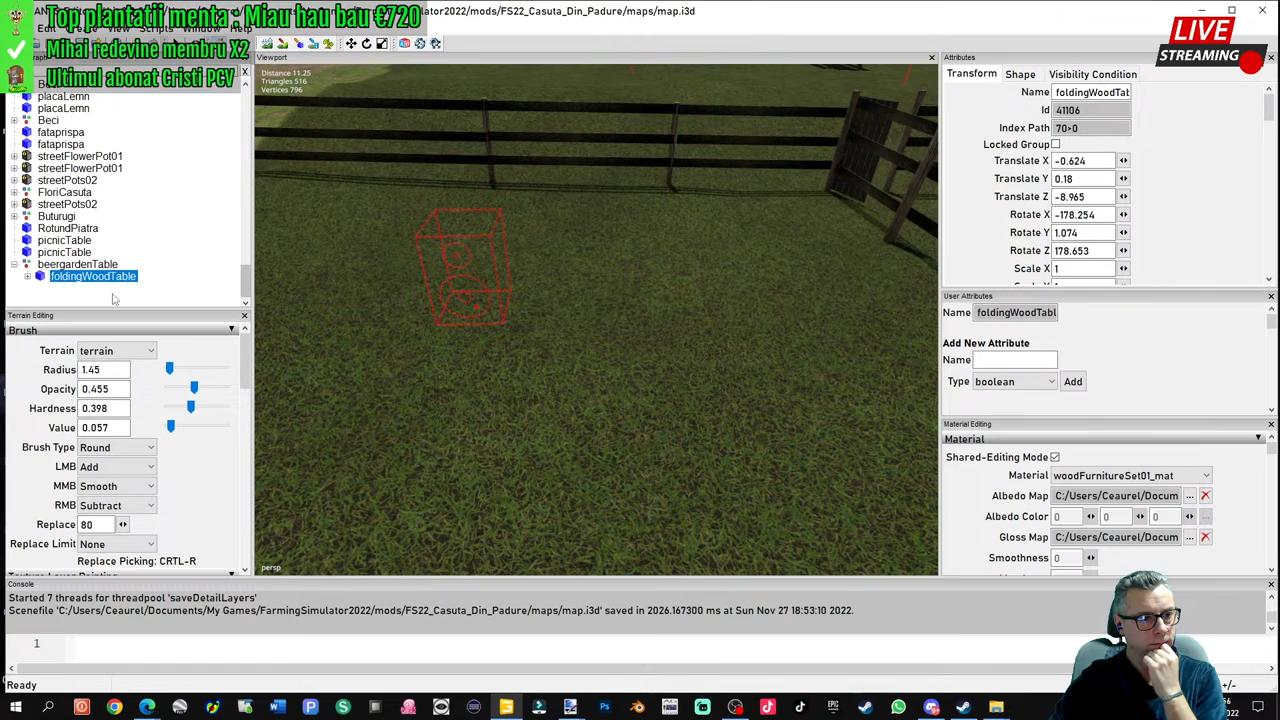 Top plantatii menta : Miau hau bau €720
Mihai redevine membru X2
Ultimul abonat Cristi PCV
imulator2022/mods/FS22_Casuta_Din_Padure/maps/map.i3d
LIVE
STREAMING
Viewport
Distance 11.25
Triangles 516
Vertices 796
persp
placaLemn
placaLemn
Beci
fataprispa
fataprispa
streetFlowerPot01
streetFlowerPot01
streetPots02
FloriCasuta
streetPots02
Buturugi
RotundPiatra
picnicTable
picnicTable
beergardenTable
foldingWoodTable
Terrain Editing
Brush
Terrain terrain
Radius 1.45
Opacity 0.455
Hardness 0.398
Value 0.057
Brush Type Round
LMB Add
MMB Smooth
RMB Subtract
Replace 80
Replace Limit None
Replace Picking: CRTL-R
Attributes
Transform Shape Visibility Condition
Name foldingWoodTabl
Id 41106
Index Path 70>0
Locked Group
Translate X -0.624
Translate Y 0.18
Translate Z -8.965
Rotate X -178.254
Rotate Y 1.074
Rotate Z 178.653
Scale X 1
User Attributes
Name foldingWoodTabl
Add New Attribute
Name
Type boolean Add
Material Editing
Material
Shared-Editing Mode
Material woodFurnitureSet01_mat
Albedo Map C:/Users/Ceaurel/Docum ...
Albedo Color 0 0 0 ...
Gloss Map C:/Users/Ceaurel/Docum ...
Smoothness 0
Console
Started 7 threads for threadpool 'saveDetailLayers'
Scenefile 'C:/Users/Ceaurel/Documents/My Games/FarmingSimulator2022/mods/FS22_Casuta_Din_Padure/maps/map.i3d' saved in 2026.167300 ms at Sun Nov 27 18:53:10 2022.
1
Ready
+/-